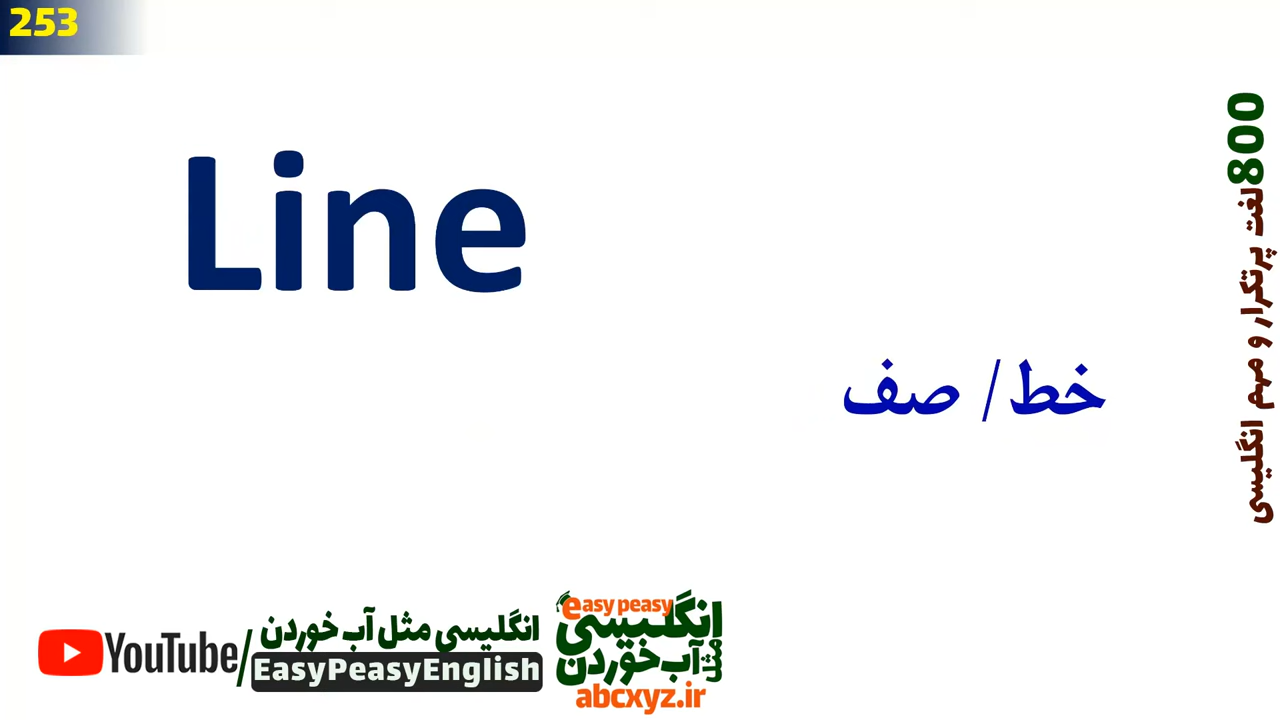 253
Line
خط/ صف
800 لغت پرتکرار و مهم انگلیسی
YouTube/ انگلیسی مثل آب خوردن
EasyPeasyEnglish
easy peasy
انگلیسی
مثل آب خوردن
abcxyz.ir